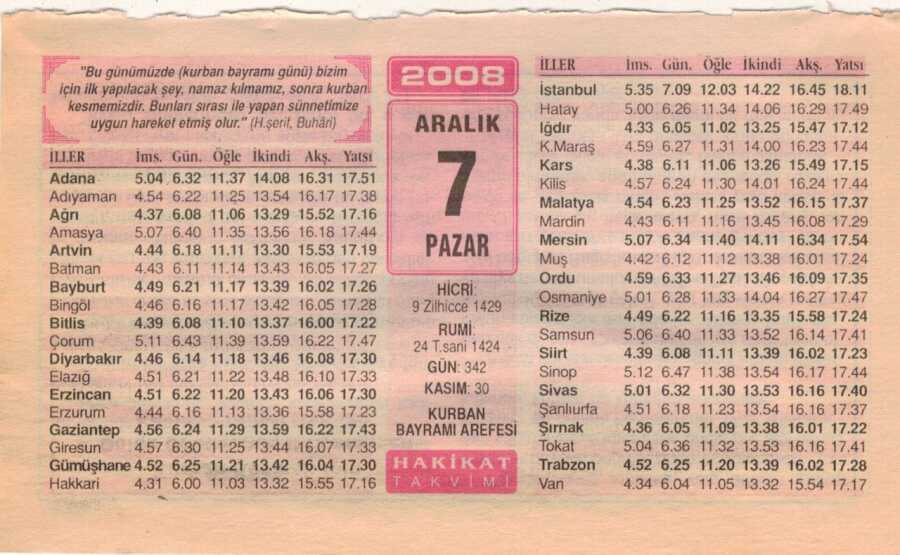 "Bu günümüzde (kurban bayramı günü) bizim
için ilk yapılacak şey, namaz kılmamız, sonra kurban
kesmemizdir. Bunları sırası ile yapan sünnetimize
uygun hareket etmiş olur." (H.şerif, Buhâri)
İLLER İms. Gün. Öğle İkindi Akş. Yatsı
Adana 5.04 6.32 11.37 14.08 16.31 17.51
Adıyaman 4.54 6.22 11.25 13.54 16.17 17.38
Ağrı 4.37 6.08 11.06 13.29 15.52 17.16
Amasya 5.07 6.40 11.35 13.56 16.18 17.44
Artvin 4.44 6.18 11.11 13.30 15.53 17.19
Batman 4.43 6.11 11.14 13.43 16.05 17.27
Bayburt 4.49 6.21 11.17 13.39 16.02 17.26
Bingöl 4.46 6.16 11.17 13.42 16.05 17.28
Bitlis 4.39 6.08 11.10 13.37 16.00 17.22
Çorum 5.11 6.43 11.39 13.59 16.22 17.47
Diyarbakır 4.46 6.14 11.18 13.46 16.08 17.30
Elazığ 4.51 6.21 11.22 13.48 16.10 17.33
Erzincan 4.51 6.22 11.20 13.43 16.06 17.30
Erzurum 4.44 6.16 11.13 13.36 15.58 17.23
Gaziantep 4.56 6.24 11.29 13.59 16.22 17.43
Giresun 4.57 6.30 11.25 13.44 16.07 17.33
Gümüşhane 4.52 6.25 11.21 13.42 16.04 17.30
Hakkari 4.31 6.00 11.03 13.32 15.55 17.16
2008
ARALIK
7
PAZAR
HİCRİ:
9 Zilhicce 1429
RUMİ:
24 T.sani 1424
GÜN: 342
KASIM: 30
KURBAN
BAYRAMI AREFESİ
HAKİKAT
TAKVİMİ
İLLER İms. Gün. Öğle İkindi Akş. Yatsı
İstanbul 5.35 7.09 12.03 14.22 16.45 18.11
Hatay 5.00 6.26 11.34 14.06 16.29 17.49
Iğdır 4.33 6.05 11.02 13.25 15.47 17.12
K.Maraş 4.59 6.27 11.31 14.00 16.23 17.44
Kars 4.38 6.11 11.06 13.26 15.49 17.15
Kilis 4.57 6.24 11.30 14.01 16.24 17.44
Malatya 4.54 6.23 11.25 13.52 16.15 17.37
Mardin 4.43 6.11 11.16 13.45 16.08 17.29
Mersin 5.07 6.34 11.40 14.11 16.34 17.54
Muş 4.42 6.12 11.12 13.38 16.01 17.24
Ordu 4.59 6.33 11.27 13.46 16.09 17.35
Osmaniye 5.01 6.28 11.33 14.04 16.27 17.47
Rize 4.49 6.22 11.16 13.35 15.58 17.24
Samsun 5.06 6.40 11.33 13.52 16.14 17.41
Siirt 4.39 6.08 11.11 13.39 16.02 17.23
Sinop 5.12 6.47 11.38 13.54 16.17 17.44
Sivas 5.01 6.32 11.30 13.53 16.16 17.40
Şanlıurfa 4.51 6.18 11.23 13.54 16.16 17.37
Şırnak 4.36 6.05 11.09 13.38 16.01 17.22
Tokat 5.04 6.36 11.32 13.53 16.16 17.41
Trabzon 4.52 6.25 11.20 13.39 16.02 17.28
Van 4.34 6.04 11.05 13.32 15.54 17.17